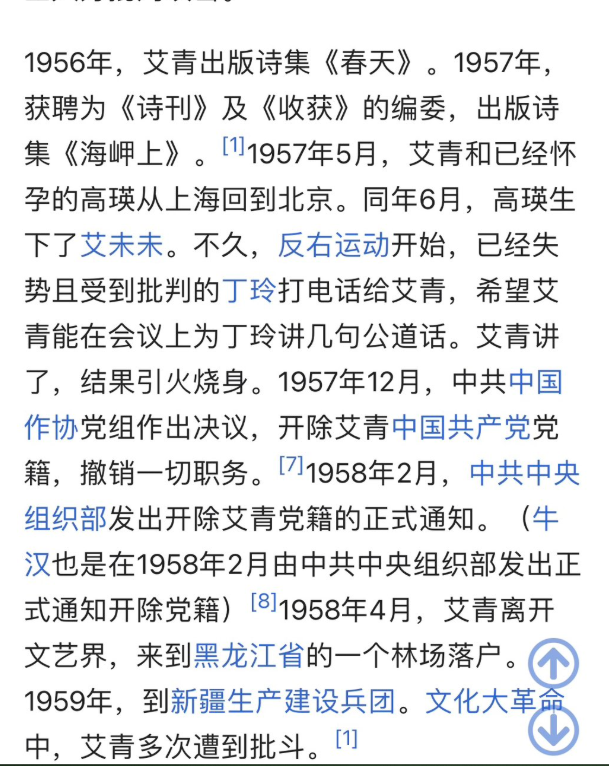 1956年，艾青出版诗集《春天》。1957年，
获聘为《诗刊》及《收获》的编委，出版诗
集《海岬上》。[1]1957年5月，艾青和已经怀
孕的高瑛从上海回到北京。同年6月，高瑛生
下了艾未未。不久，反右运动开始，已经失
势且受到批判的丁玲打电话给艾青，希望艾
青能在会议上为丁玲讲几句公道话。艾青讲
了，结果引火烧身。1957年12月，中共中国
作协党组作出决议，开除艾青中国共产党党
籍，撤销一切职务。[7]1958年2月，中共中央
组织部发出开除艾青党籍的正式通知。（牛
汉也是在1958年2月由中共中央组织部发出正
式通知开除党籍）[8]1958年4月，艾青离开
文艺界，来到黑龙江省的一个林场落户。
1959年，到新疆生产建设兵团。文化大革命
中，艾青多次遭到批斗。[1]